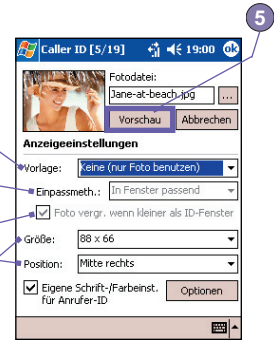 5
Caller ID [5/19] 19:00 ok
Fotodatei:
Jane-at-beach.jpg ...
Vorschau Abbrechen
Anzeigeeinstellungen
Vorlage: Keine (nur Foto benutzen)
Einpassmeth.: In Fenster passend
Foto vergr. wenn kleiner als ID-Fenster
Größe: 88 x 66
Position: Mitte rechts
Eigene Schrift-/Farbeinst. Optionen
für Anrufer-ID